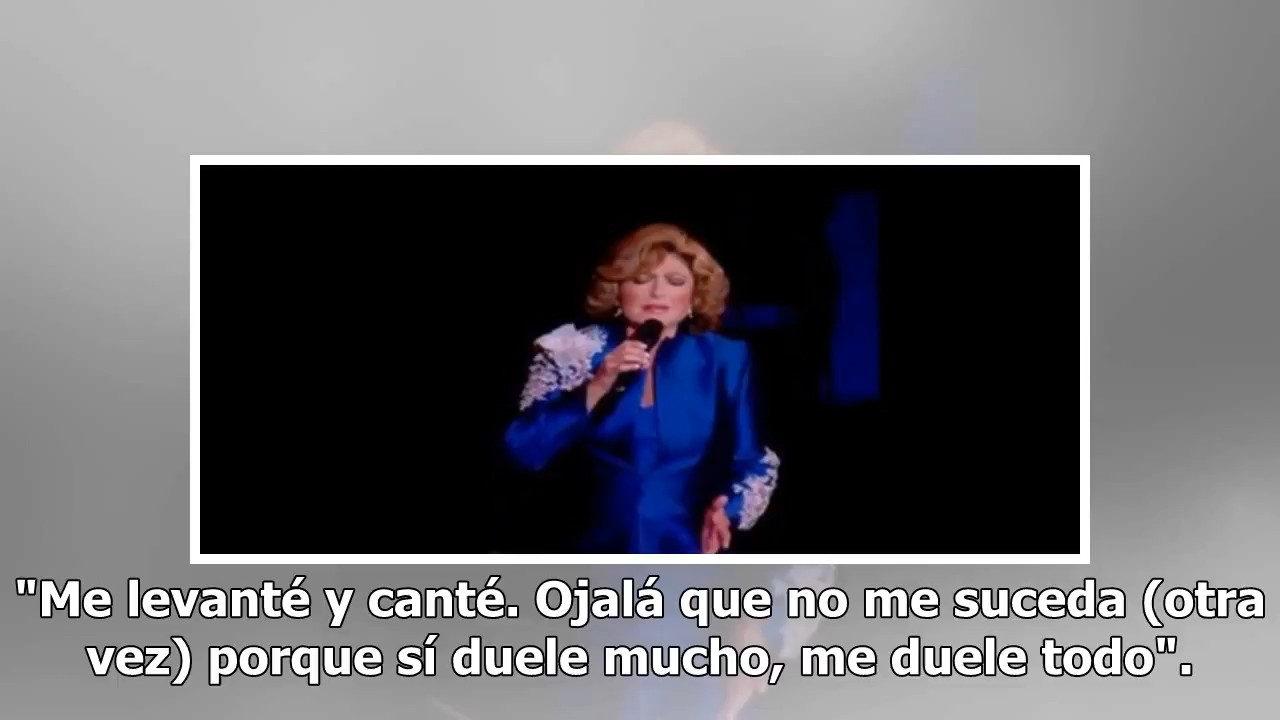 "Me levanté y canté. Ojalá que no me suceda (otra
vez) porque sí duele mucho, me duele todo".